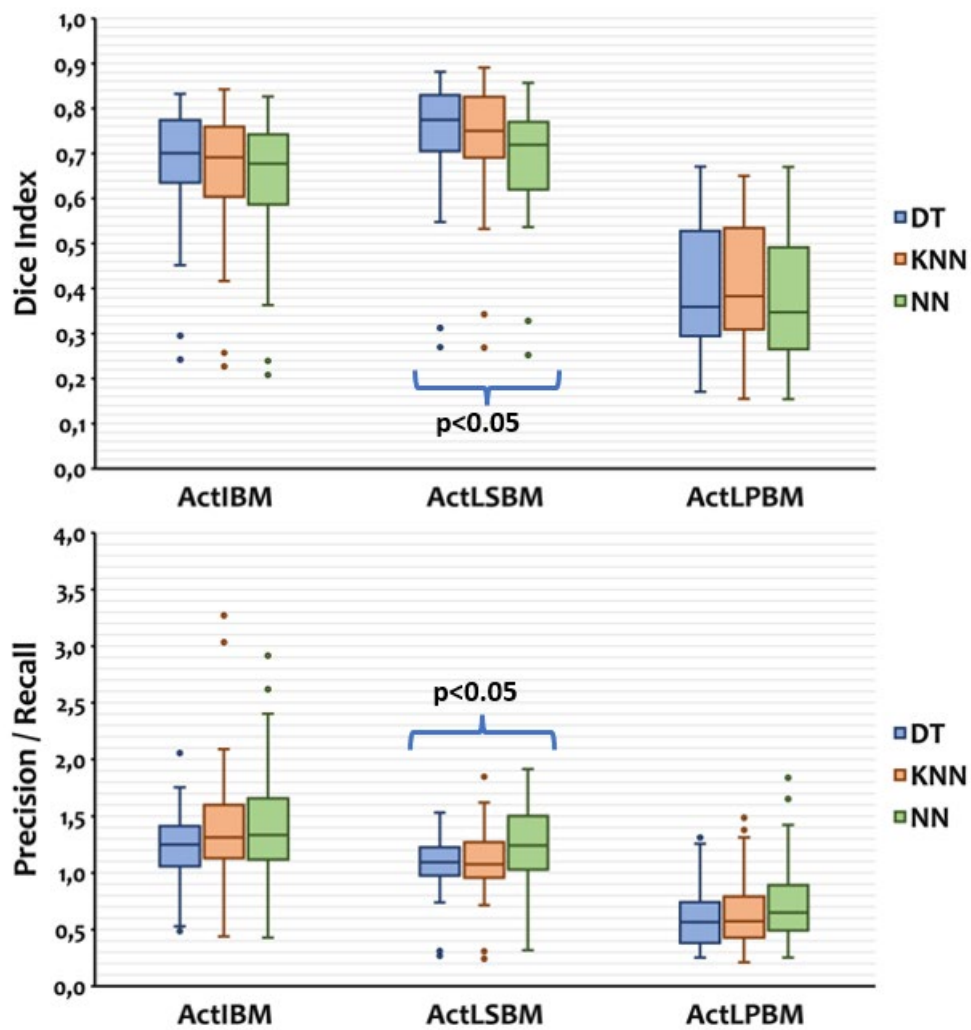 1,0
0,9
0,8
0,7
0,6
0,5
0,4
0,3
0,2
0,1
0,0
Dice Index
DT
KNN
NN
p<0.05
ActIBM ActLSBM ActLPBM
4,0
3,5
3,0
2,5
2,0
1,5
1,0
0,5
0,0
Precision / Recall
p<0.05
DT
KNN
NN
ActIBM ActLSBM ActLPBM